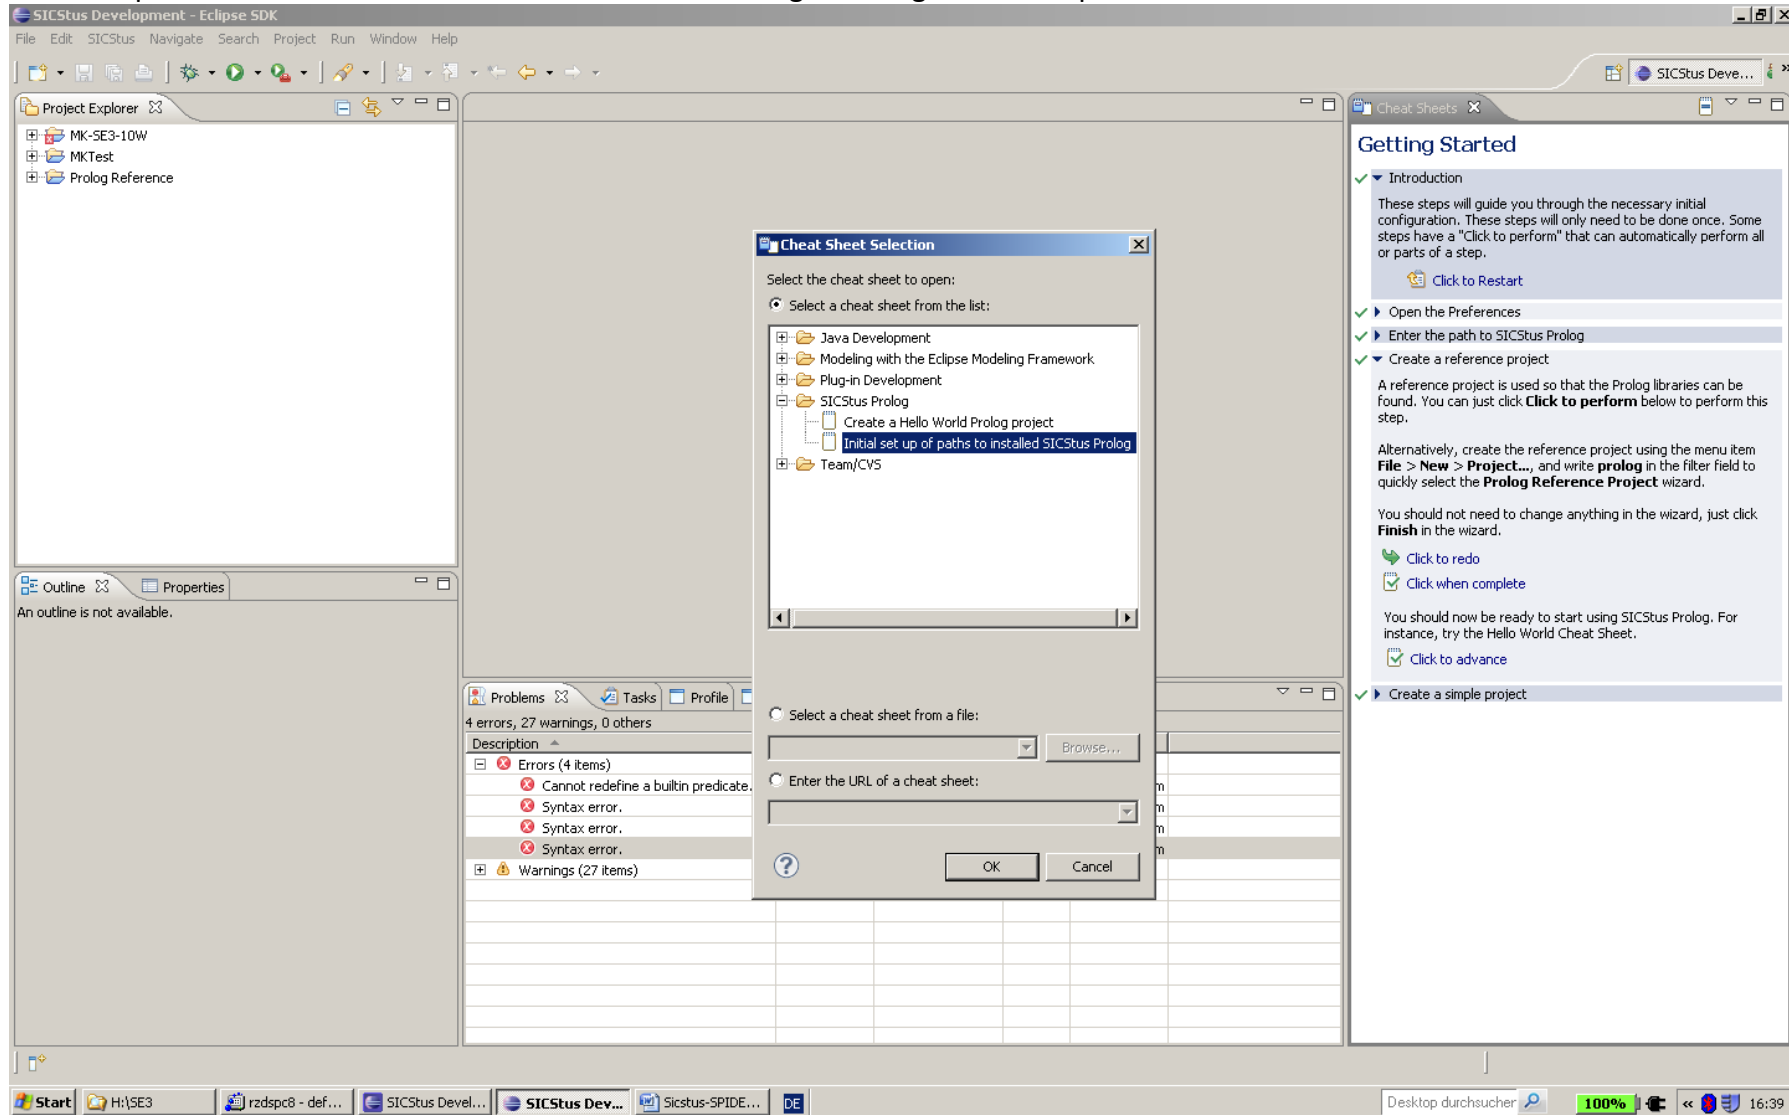 SICStus Development - Eclipse SDK
File Edit SICStus Navigate Search Project Run Window Help
SICStus Deve...
Project Explorer
MK-SE3-10W
MKTest
Prolog Reference
Outline Properties
An outline is not available.
Cheat Sheet Selection
Select the cheat sheet to open:
Select a cheat sheet from the list:
Java Development
Modeling with the Eclipse Modeling Framework
Plug-in Development
SICStus Prolog
Create a Hello World Prolog project
Initial set up of paths to installed SICStus Prolog
Team/CVS
Select a cheat sheet from a file:
Browse...
Enter the URL of a cheat sheet:
OK Cancel
Problems Tasks Profile
4 errors, 27 warnings, 0 others
Description
Errors (4 items)
Cannot redefine a builtin predicate.
Syntax error.
Syntax error.
Syntax error.
Warnings (27 items)
Cheat Sheets
Getting Started
Introduction
These steps will guide you through the necessary initial
configuration. These steps will only need to be done once. Some
steps have a "Click to perform" that can automatically perform all
or parts of a step.
Click to Restart
Open the Preferences
Enter the path to SICStus Prolog
Create a reference project
A reference project is used so that the Prolog libraries can be
found. You can just click Click to perform below to perform this
step.
Alternatively, create the reference project using the menu item
File > New > Project..., and write prolog in the filter field to
quickly select the Prolog Reference Project wizard.
You should not need to change anything in the wizard, just click
Finish in the wizard.
Click to redo
Click when complete
You should now be ready to start using SICStus Prolog. For
instance, try the Hello World Cheat Sheet.
Click to advance
Create a simple project
Start H:\SE3 rzdspc8 - def... SICStus Devel... SICStus Dev... Sicstus-SPIDE... DE Desktop durchsuchen 100% « 16:39